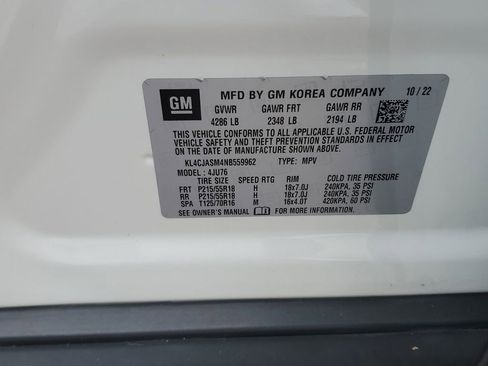 GM MFD BY GM KOREA COMPANY 10/22
GVWR GAWR FRT GAWR RR
4286 LB 2348 LB 2194 LB
THIS VEHICLE CONFORMS TO ALL APPLICABLE U.S. FEDERAL MOTOR
VEHICLE SAFETY, BUMPER, AND THEFT PREVENTION STANDARDS
IN EFFECT ON THE DATE OF MANUFACTURE SHOWN ABOVE.
KL4CJASM4NB559962 TYPE: MPV
MODEL: 4JU76
TIRE SIZE SPEED RTG RIM COLD TIRE PRESSURE
FRT P215/55R18 H 18x7.0J 240KPA, 35 PSI
RR P215/55R18 H 18x7.0J 240KPA, 35 PSI
SPA T125/70R16 M 16x4.0T 420KPA, 60 PSI
SEE OWNER'S MANUAL FOR ADDITIONAL INFORMATION.